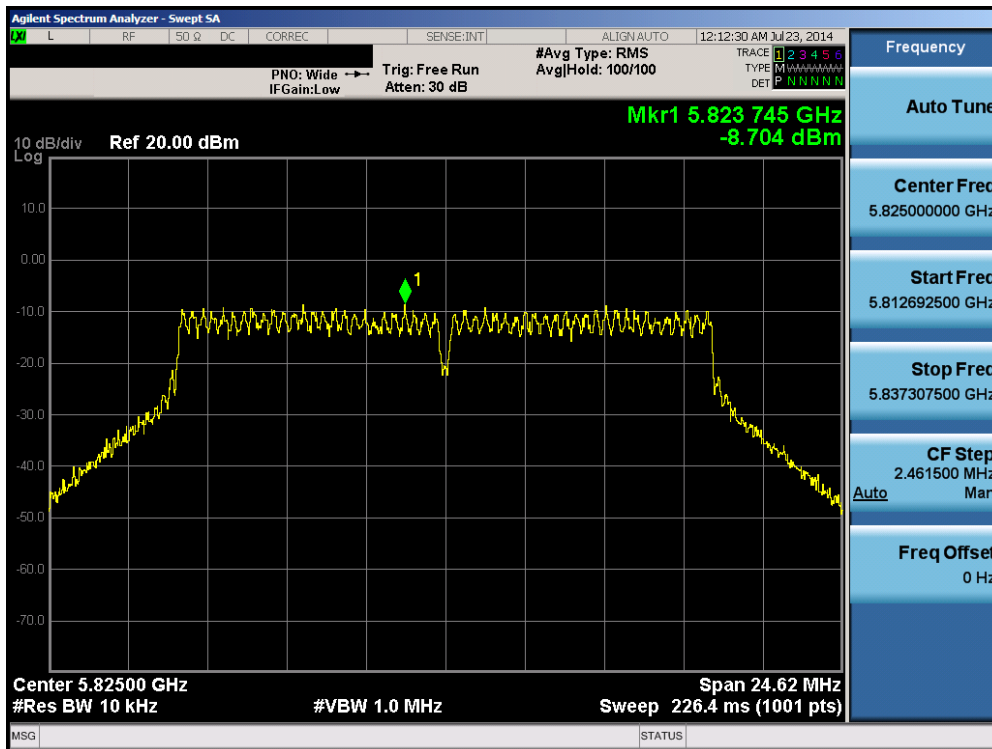 Agilent Spectrum Analyzer - Swept SA
LXI L RF 50 Ω DC CORREC SENSE:INT ALIGNAUTO 12:12:30 AM Jul 23, 2014
PNO: Wide Trig: Free Run #Avg Type: RMS TRACE 1 2 3 4 5 6
IFGain:Low Atten: 30 dB Avg|Hold: 100/100 TYPE M WWWWW
DET P N N N N N
Frequency
Mkr1 5.823 745 GHz
-8.704 dBm
10 dB/div Ref 20.00 dBm
Log
10.0
0.00
-10.0
-20.0
-30.0
-40.0
-50.0
-60.0
-70.0
1
Center 5.82500 GHz Span 24.62 MHz
#Res BW 10 kHz #VBW 1.0 MHz Sweep 226.4 ms (1001 pts)
Auto Tune
Center Freq
5.825000000 GHz
Start Freq
5.812692500 GHz
Stop Freq
5.837307500 GHz
CF Step
2.461500 MHz
Auto Man
Freq Offset
0 Hz
MSG STATUS